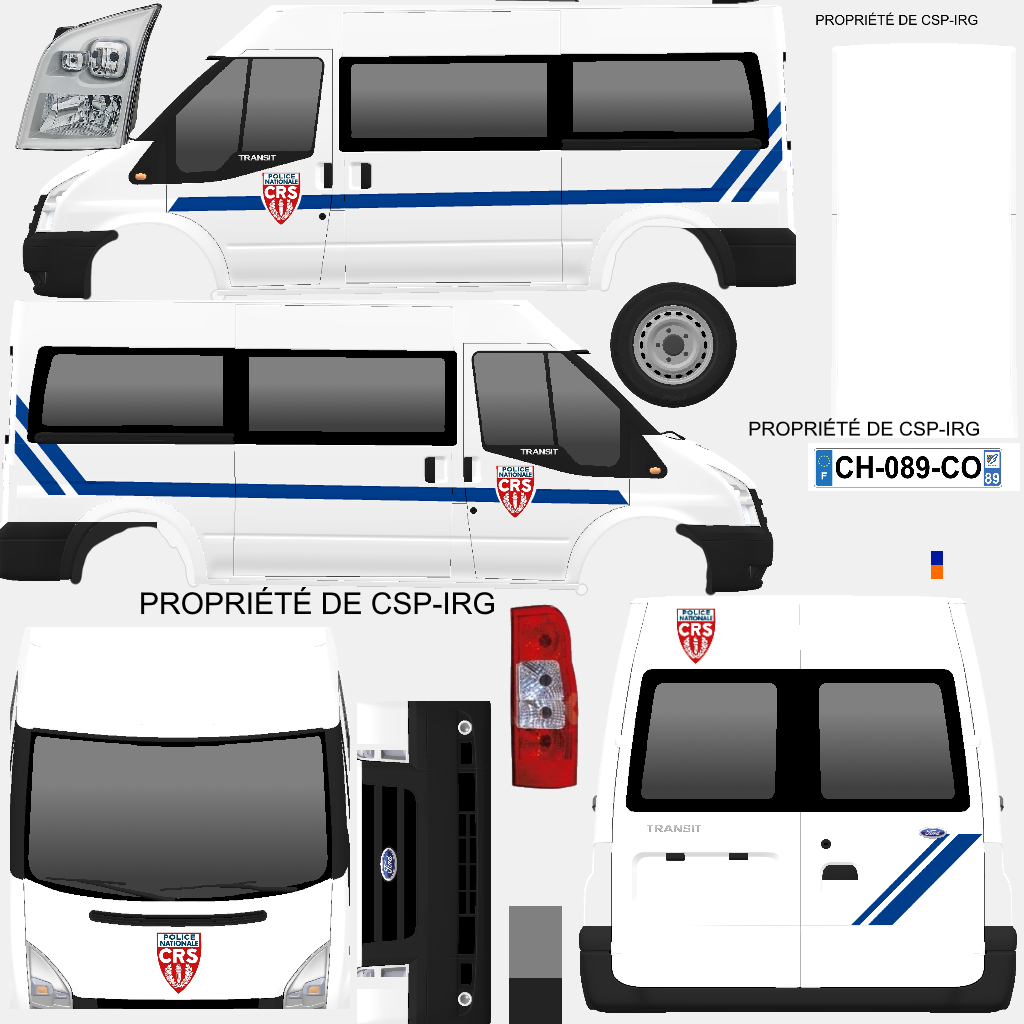 PROPRIÉTÉ DE CSP-IRG
TRANSIT
POLICE
NATIONALE
CRS
TRANSIT
POLICE
NATIONALE
CRS
PROPRIÉTÉ DE CSP-IRG
F
CH-089-CO
89
PROPRIÉTÉ DE CSP-IRG
POLICE
NATIONALE
CRS
TRANSIT
Ford
Ford
POLICE
NATIONALE
CRS